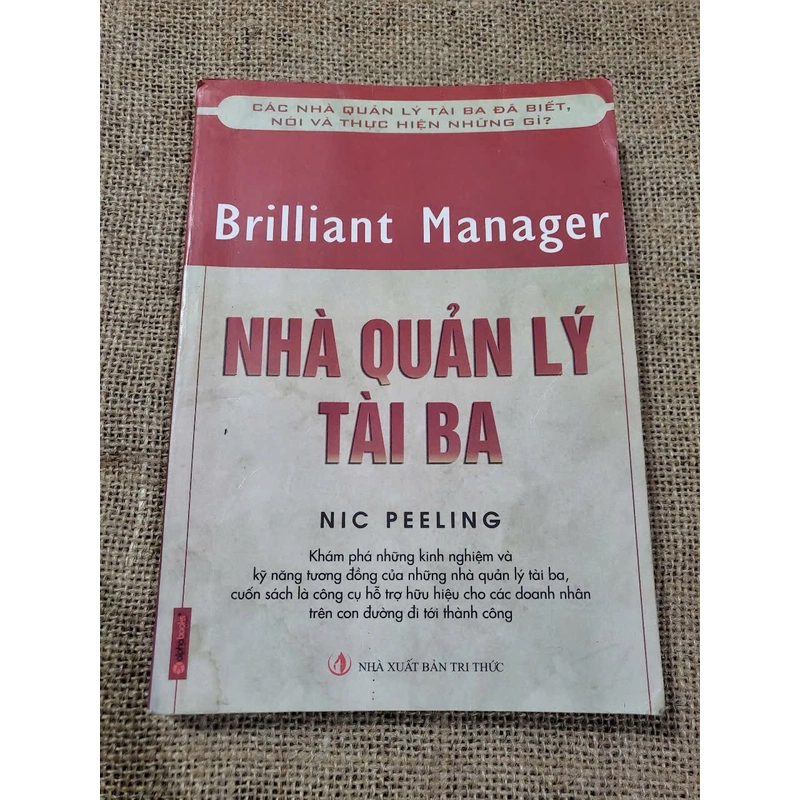 CÁC NHÀ QUẢN LÝ TÀI BA ĐÃ BIẾT,
NÓI VÀ THỰC HIỆN NHỮNG GÌ?
Brilliant Manager
NHÀ QUẢN LÝ
TÀI BA
NIC PEELING
Khám phá những kinh nghiệm và
kỹ năng tương đồng của những nhà quản lý tài ba,
cuốn sách là công cụ hỗ trợ hữu hiệu cho các doanh nhân
trên con đường đi tới thành công
alpha books
NHÀ XUẤT BẢN TRI THỨC